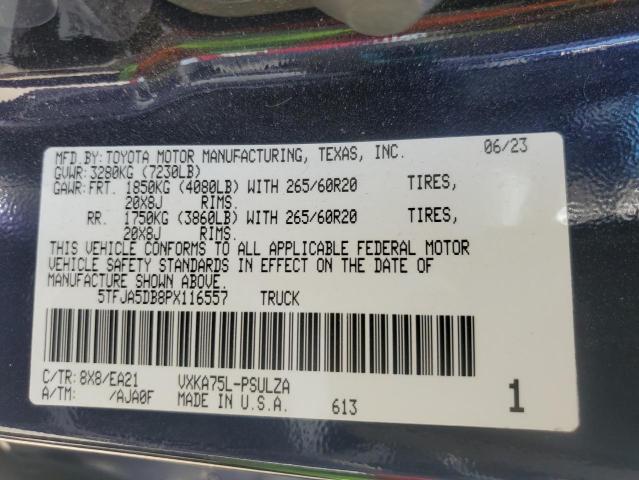 MFD.BY:TOYOTA MOTOR MANUFACTURING, TEXAS, INC. 06/23
GVWR:3280KG (7230LB)
GAWR:FRT. 1850KG (4080LB) WITH 265/60R20 TIRES,
20X8J RIMS.
RR. 1750KG (3860LB) WITH 265/60R20 TIRES,
20X8J RIMS.
THIS VEHICLE CONFORMS TO ALL APPLICABLE FEDERAL MOTOR
VEHICLE SAFETY STANDARDS IN EFFECT ON THE DATE OF
MANUFACTURE SHOWN ABOVE.
5TFJA5DB8PX116557 TRUCK
C/TR:8X8/EA21 VXKA75L-PSULZA
A/TM: /AJA0F MADE IN U.S.A. 613 1